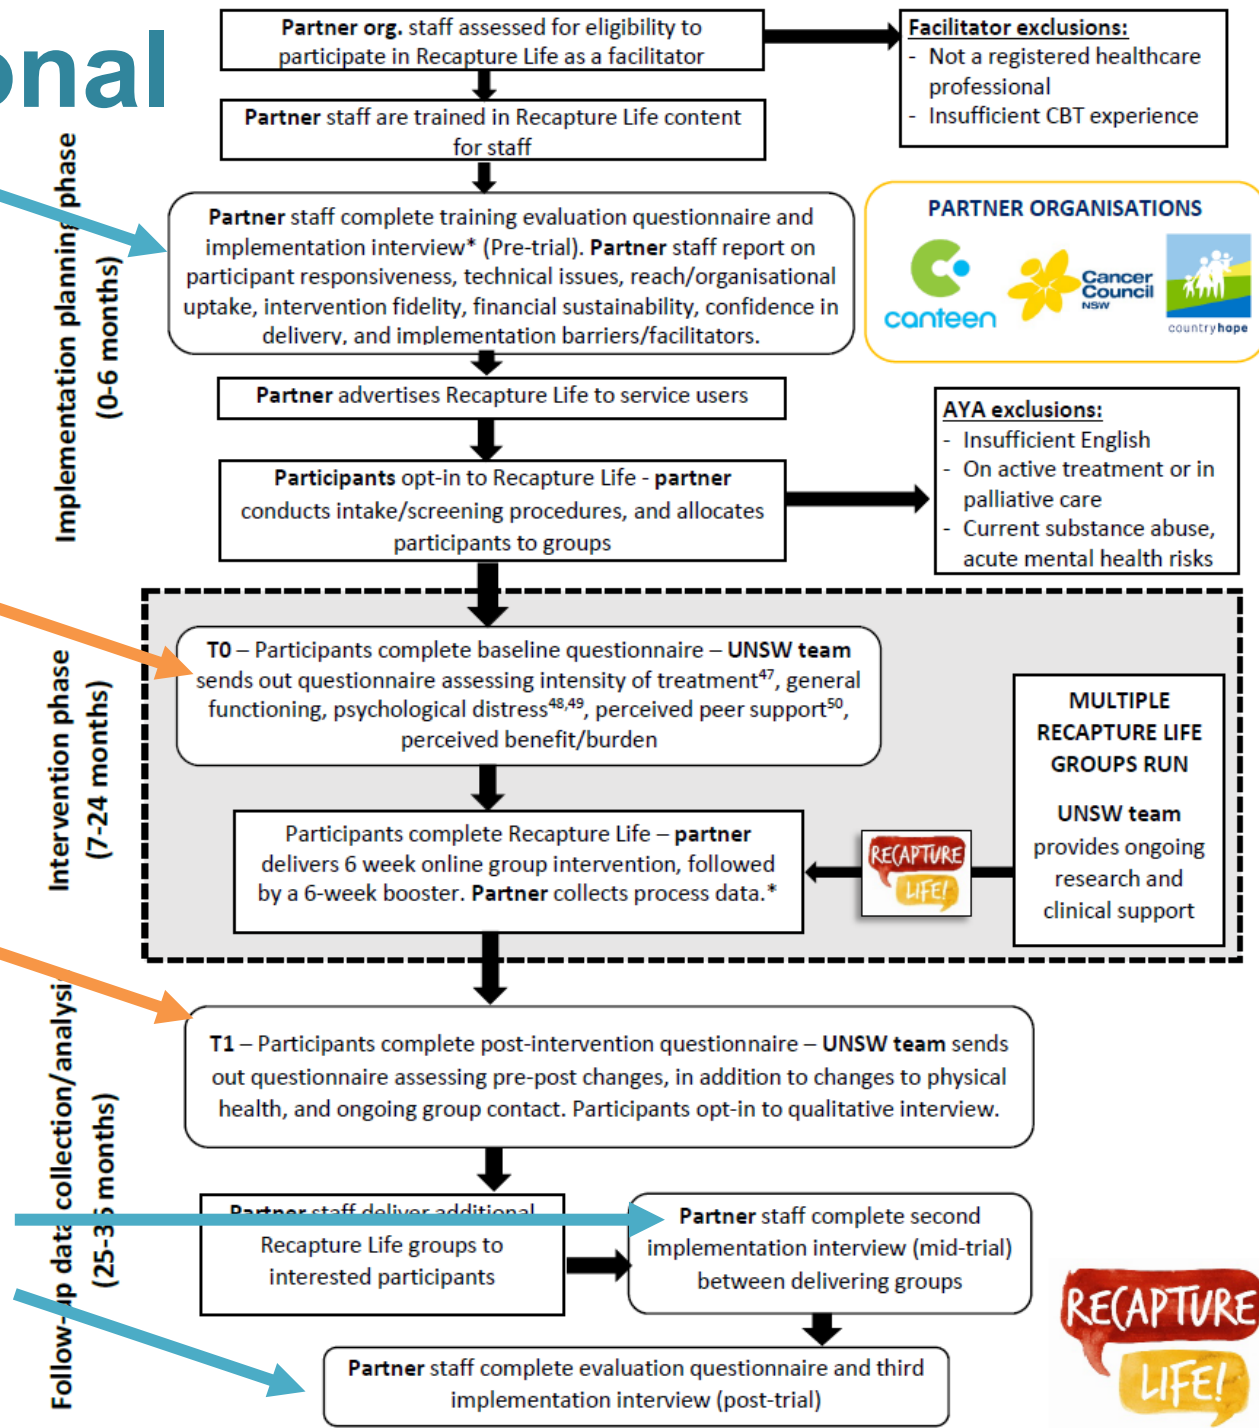 onal
Partner org. staff assessed for eligibility to
participate in Recapture Life as a facilitator
Facilitator exclusions:
- Not a registered healthcare
professional
- Insufficient CBT experience
Partner staff are trained in Recapture Life content
for staff
Implementation planning phase
(0-6 months)
Partner staff complete training evaluation questionnaire and
implementation interview* (Pre-trial). Partner staff report on
participant responsiveness, technical issues, reach/organisational
uptake, intervention fidelity, financial sustainability, confidence in
delivery, and implementation barriers/facilitators.
PARTNER ORGANISATIONS
canteen
Cancer
Council
NSW
countryhope
Partner advertises Recapture Life to service users
Participants opt-in to Recapture Life - partner
conducts intake/screening procedures, and allocates
participants to groups
AYA exclusions:
- Insufficient English
- On active treatment or in
palliative care
- Current substance abuse,
acute mental health risks
Intervention phase
(7-24 months)
T0 – Participants complete baseline questionnaire – UNSW team
sends out questionnaire assessing intensity of treatment47, general
functioning, psychological distress48,49, perceived peer support50,
perceived benefit/burden
MULTIPLE
RECAPTURE LIFE
GROUPS RUN
UNSW team
provides ongoing
research and
clinical support
Participants complete Recapture Life – partner
delivers 6 week online group intervention, followed
by a 6-week booster. Partner collects process data.*
RECAPTURE
LIFE!
Follow-up data collection/analysis
(25-36 months)
T1 – Participants complete post-intervention questionnaire – UNSW team sends
out questionnaire assessing pre-post changes, in addition to changes to physical
health, and ongoing group contact. Participants opt-in to qualitative interview.
Partner staff deliver additional
Recapture Life groups to
interested participants
Partner staff complete second
implementation interview (mid-trial)
between delivering groups
Partner staff complete evaluation questionnaire and third
implementation interview (post-trial)
RECAPTURE
LIFE!